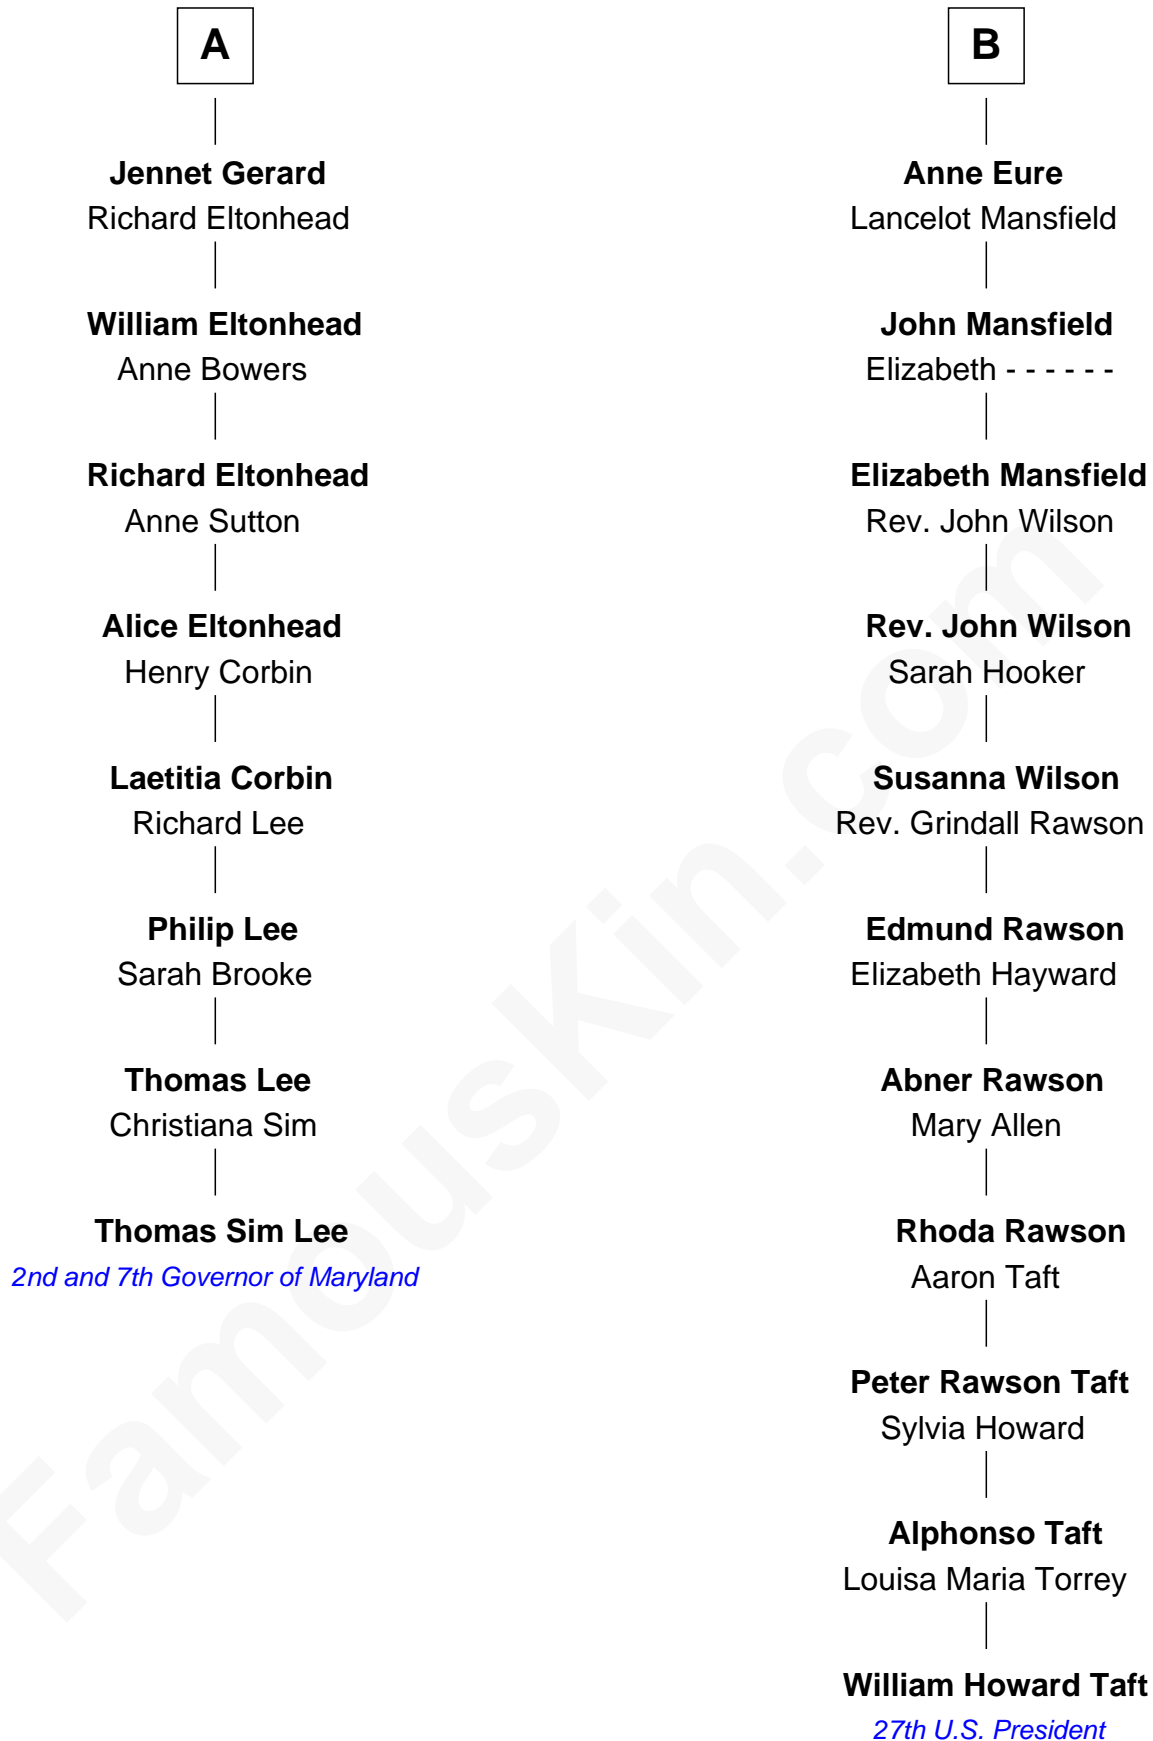 A
Jennet Gerard
Richard Eltonhead
William Eltonhead
Anne Bowers
Richard Eltonhead
Anne Sutton
Alice Eltonhead
Henry Corbin
Laetitia Corbin
Richard Lee
Philip Lee
Sarah Brooke
Thomas Lee
Christiana Sim
Thomas Sim Lee
2nd and 7th Governor of Maryland
B
Anne Eure
Lancelot Mansfield
John Mansfield
Elizabeth - - - - - -
Elizabeth Mansfield
Rev. John Wilson
Rev. John Wilson
Sarah Hooker
Susanna Wilson
Rev. Grindall Rawson
Edmund Rawson
Elizabeth Hayward
Abner Rawson
Mary Allen
Rhoda Rawson
Aaron Taft
Peter Rawson Taft
Sylvia Howard
Alphonso Taft
Louisa Maria Torrey
William Howard Taft
27th U.S. President
FamousKin.com